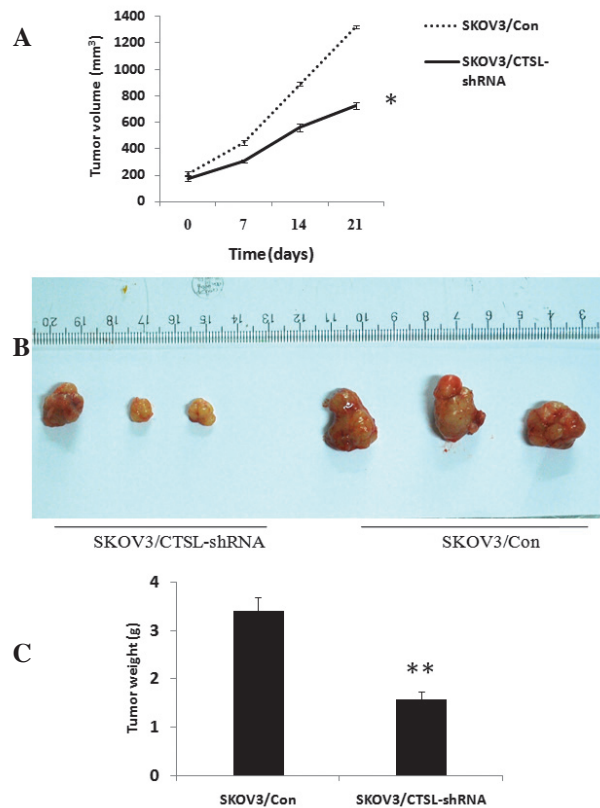 A
Tumor volume (mm³)
1400
1200
1000
800
600
400
200
0
0 7 14 21
Time (days)
SKOV3/Con
SKOV3/CTSL-
shRNA
*
B
20 19 18 17 16 15 14 13 12 11 10 9 8 7 6 5 4 3
SKOV3/CTSL-shRNA SKOV3/Con
C
Tumor weight (g)
4
3
2
1
0
**
SKOV3/Con SKOV3/CTSL-shRNA